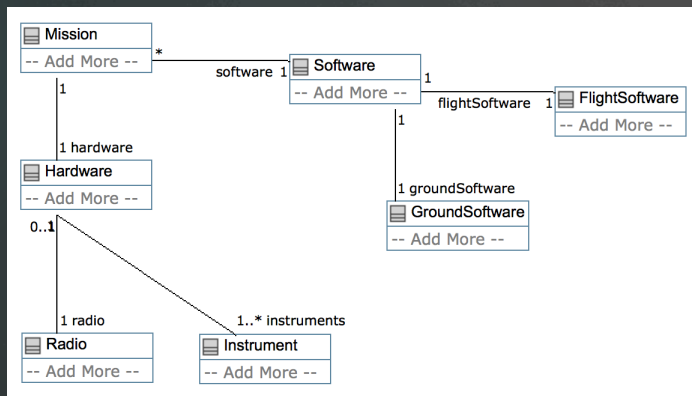 Mission
-- Add More --
*
software 1
Software
-- Add More --
1
flightSoftware 1
FlightSoftware
-- Add More --
1
1 hardware
Hardware
-- Add More --
1
1 groundSoftware
GroundSoftware
-- Add More --
0..1
1 radio
1..* instruments
Radio
-- Add More --
Instrument
-- Add More --